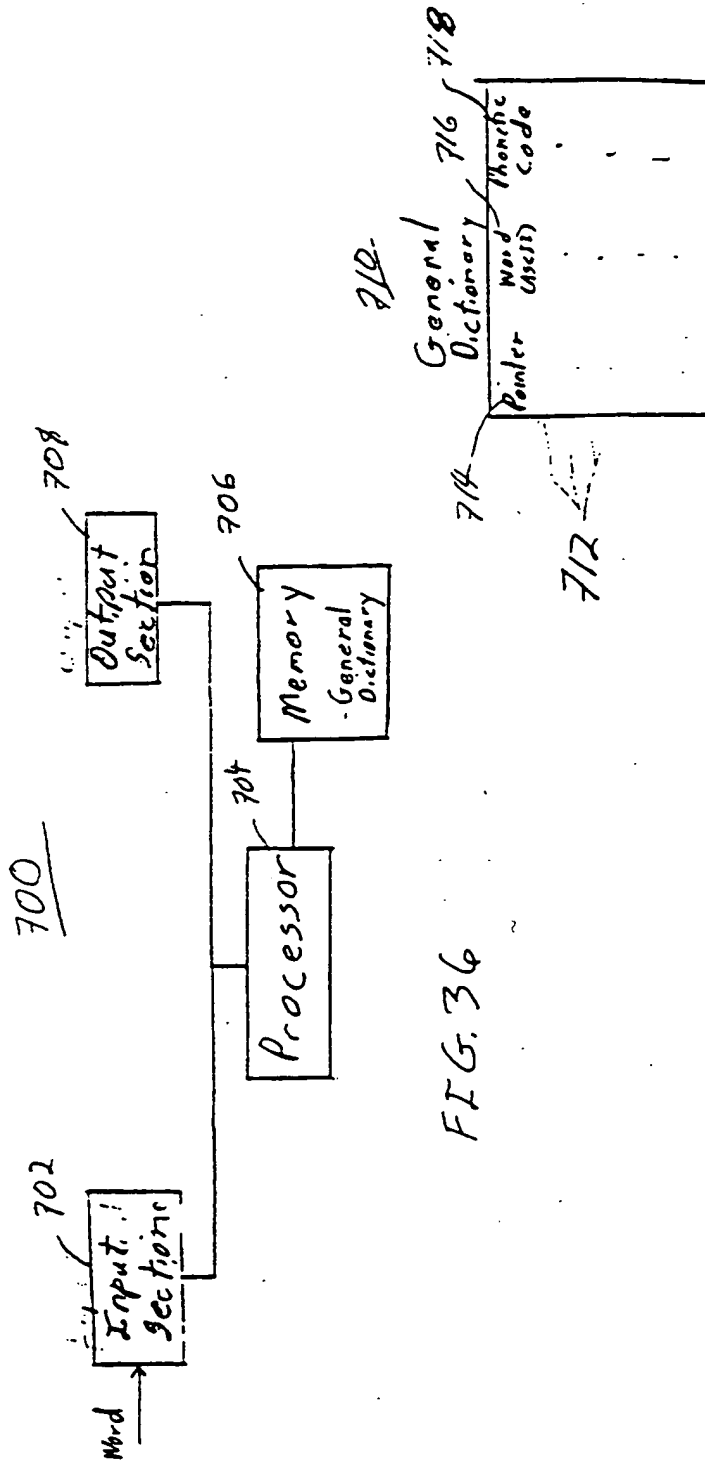 700
Word
702
Input
Sections
704
Processor
706
Memory
- General
Dictionary
708
Output
Section
FIG. 36
710
General
Dictionary
712
714
Pointer
716
Word
(ASCII)
718
Phonetic
Code